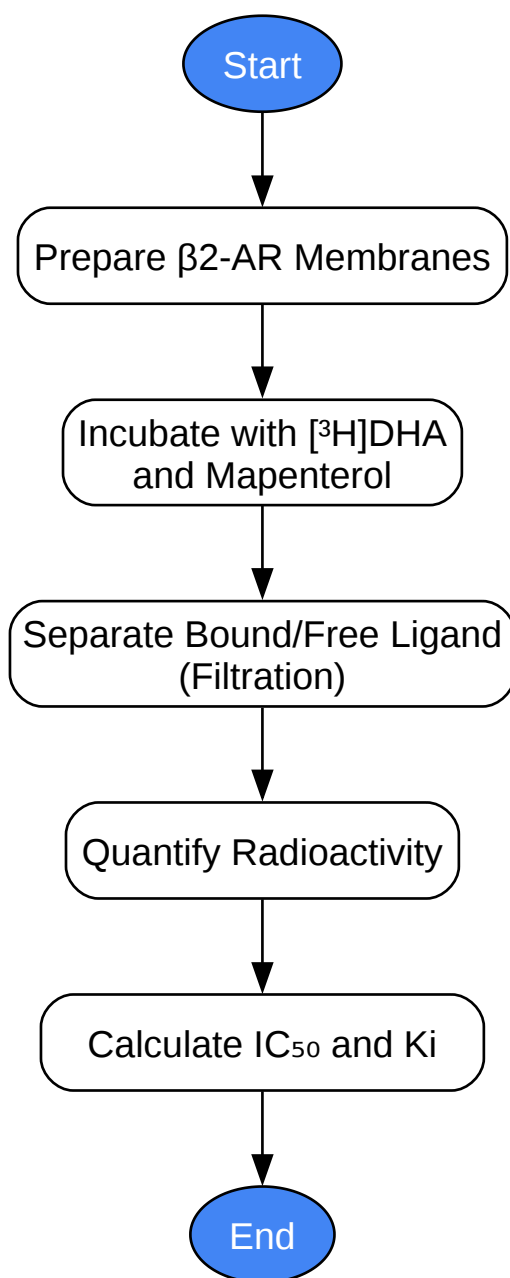 Start
Prepare β2-AR Membranes
Incubate with [³H]DHA
and Mapenterol
Separate Bound/Free Ligand
(Filtration)
Quantify Radioactivity
Calculate IC₅₀ and Ki
End